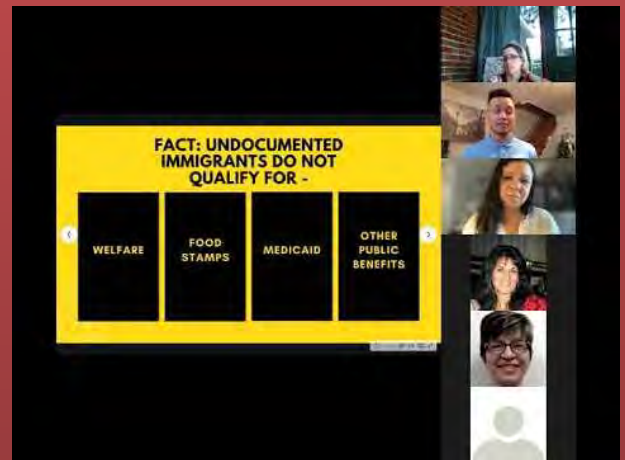 FACT: UNDOCUMENTED
IMMIGRANTS DO NOT
QUALIFY FOR -
WELFARE
FOOD
STAMPS
MEDICAID
OTHER
PUBLIC
BENEFITS